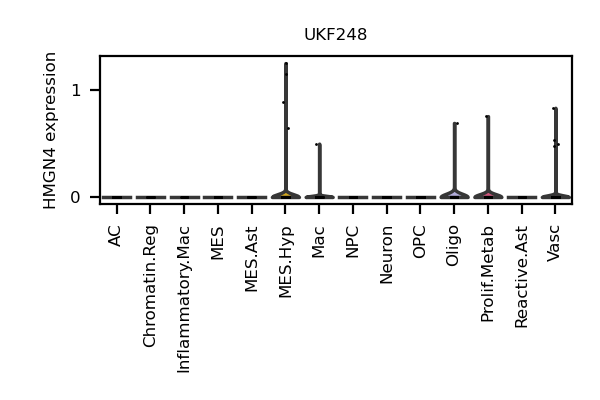 UKF248
HMGN4 expression
1
0
AC
Chromatin.Reg
Inflammatory.Mac
MES
MES.Ast
MES.Hyp
Mac
NPC
Neuron
OPC
Oligo
Prolif.Metab
Reactive.Ast
Vasc